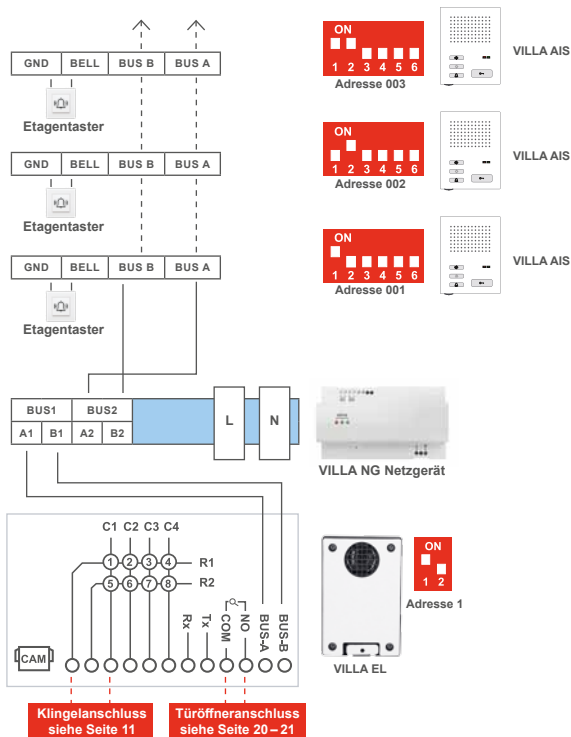 GND BELL BUS B BUS A
Etagentaster
ON
1 2 3 4 5 6
Adresse 003
VILLA AIS
GND BELL BUS B BUS A
Etagentaster
ON
1 2 3 4 5 6
Adresse 002
VILLA AIS
GND BELL BUS B BUS A
Etagentaster
ON
1 2 3 4 5 6
Adresse 001
VILLA AIS
BUS1 BUS2
A1 B1 A2 B2
L N
VILLA NG Netzgerät
C1 C2 C3 C4
1 2 3 4 R1
5 6 7 8 R2
Rx Tx COM NO BUS-A BUS-B
CAM
ON
1 2
Adresse 1
VILLA EL
Klingelanschluss
siehe Seite 11
Türöffneranschluss
siehe Seite 20 – 21